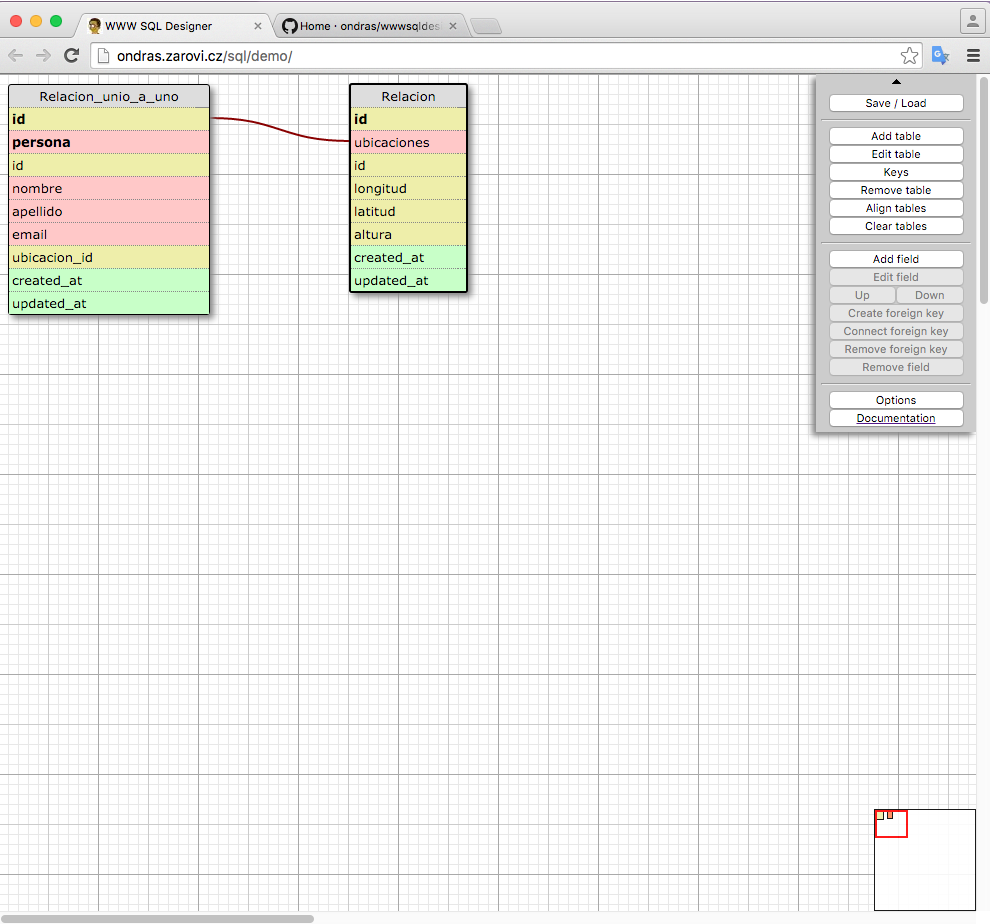 WWW SQL Designer
Home · ondras/wwwsqldesi
ondras.zarovi.cz/sql/demo/
Relacion_unio_a_uno
id
persona
id
nombre
apellido
email
ubicacion_id
created_at
updated_at
Relacion
id
ubicaciones
id
longitud
latitud
altura
created_at
updated_at
Save / Load
Add table
Edit table
Keys
Remove table
Align tables
Clear tables
Add field
Edit field
Up Down
Create foreign key
Connect foreign key
Remove foreign key
Remove field
Options
Documentation